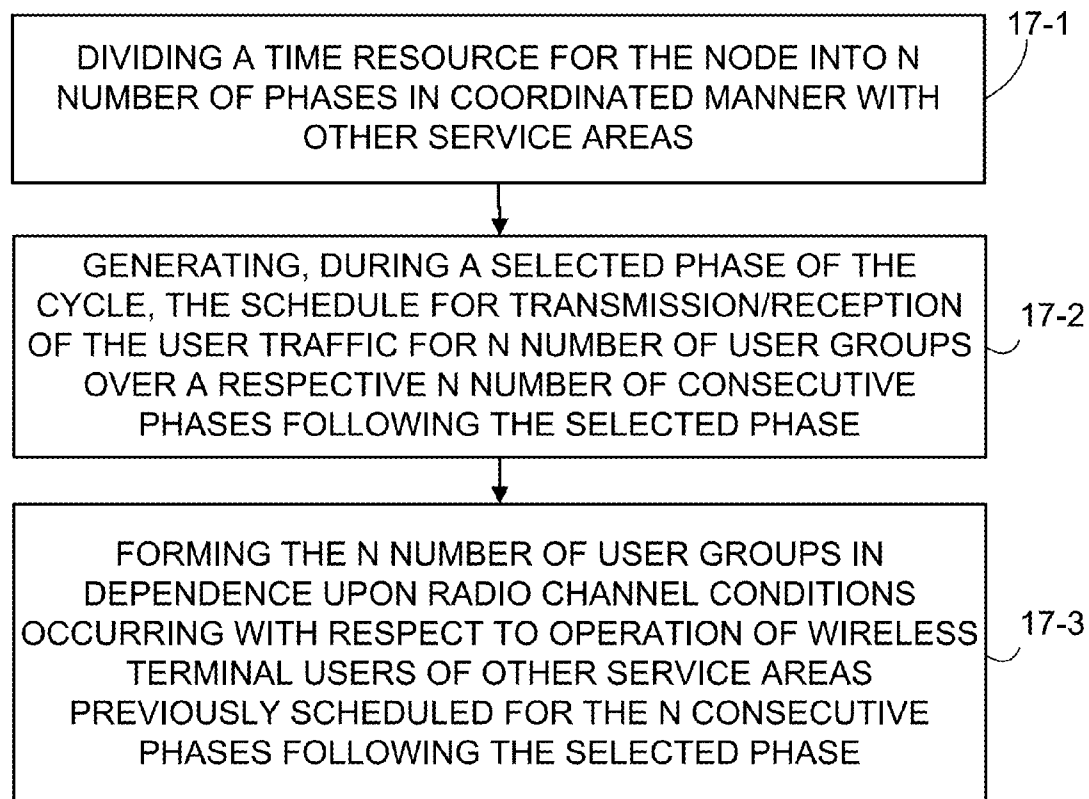 17-1
DIVIDING A TIME RESOURCE FOR THE NODE INTO N
NUMBER OF PHASES IN COORDINATED MANNER WITH
OTHER SERVICE AREAS
GENERATING, DURING A SELECTED PHASE OF THE
CYCLE, THE SCHEDULE FOR TRANSMISSION/RECEPTION
OF THE USER TRAFFIC FOR N NUMBER OF USER GROUPS
OVER A RESPECTIVE N NUMBER OF CONSECUTIVE
PHASES FOLLOWING THE SELECTED PHASE
17-2
FORMING THE N NUMBER OF USER GROUPS IN
DEPENDENCE UPON RADIO CHANNEL CONDITIONS
OCCURRING WITH RESPECT TO OPERATION OF WIRELESS
TERMINAL USERS OF OTHER SERVICE AREAS
PREVIOUSLY SCHEDULED FOR THE N CONSECUTIVE
PHASES FOLLOWING THE SELECTED PHASE
17-3